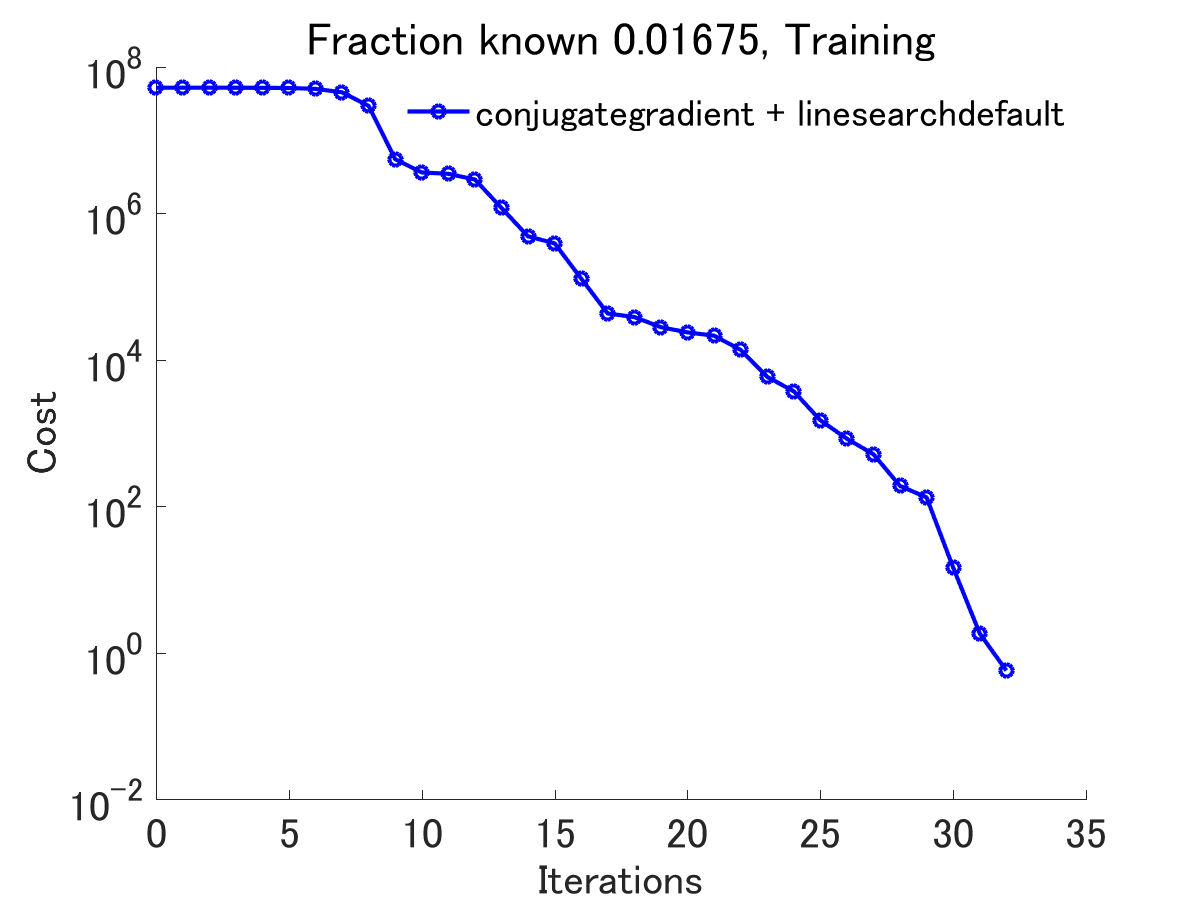 Fraction known 0.01675, Training
conjugategradient + linesearchdefault
Cost
10^8
10^6
10^4
10^2
10^0
10^-2
0 5 10 15 20 25 30 35
Iterations